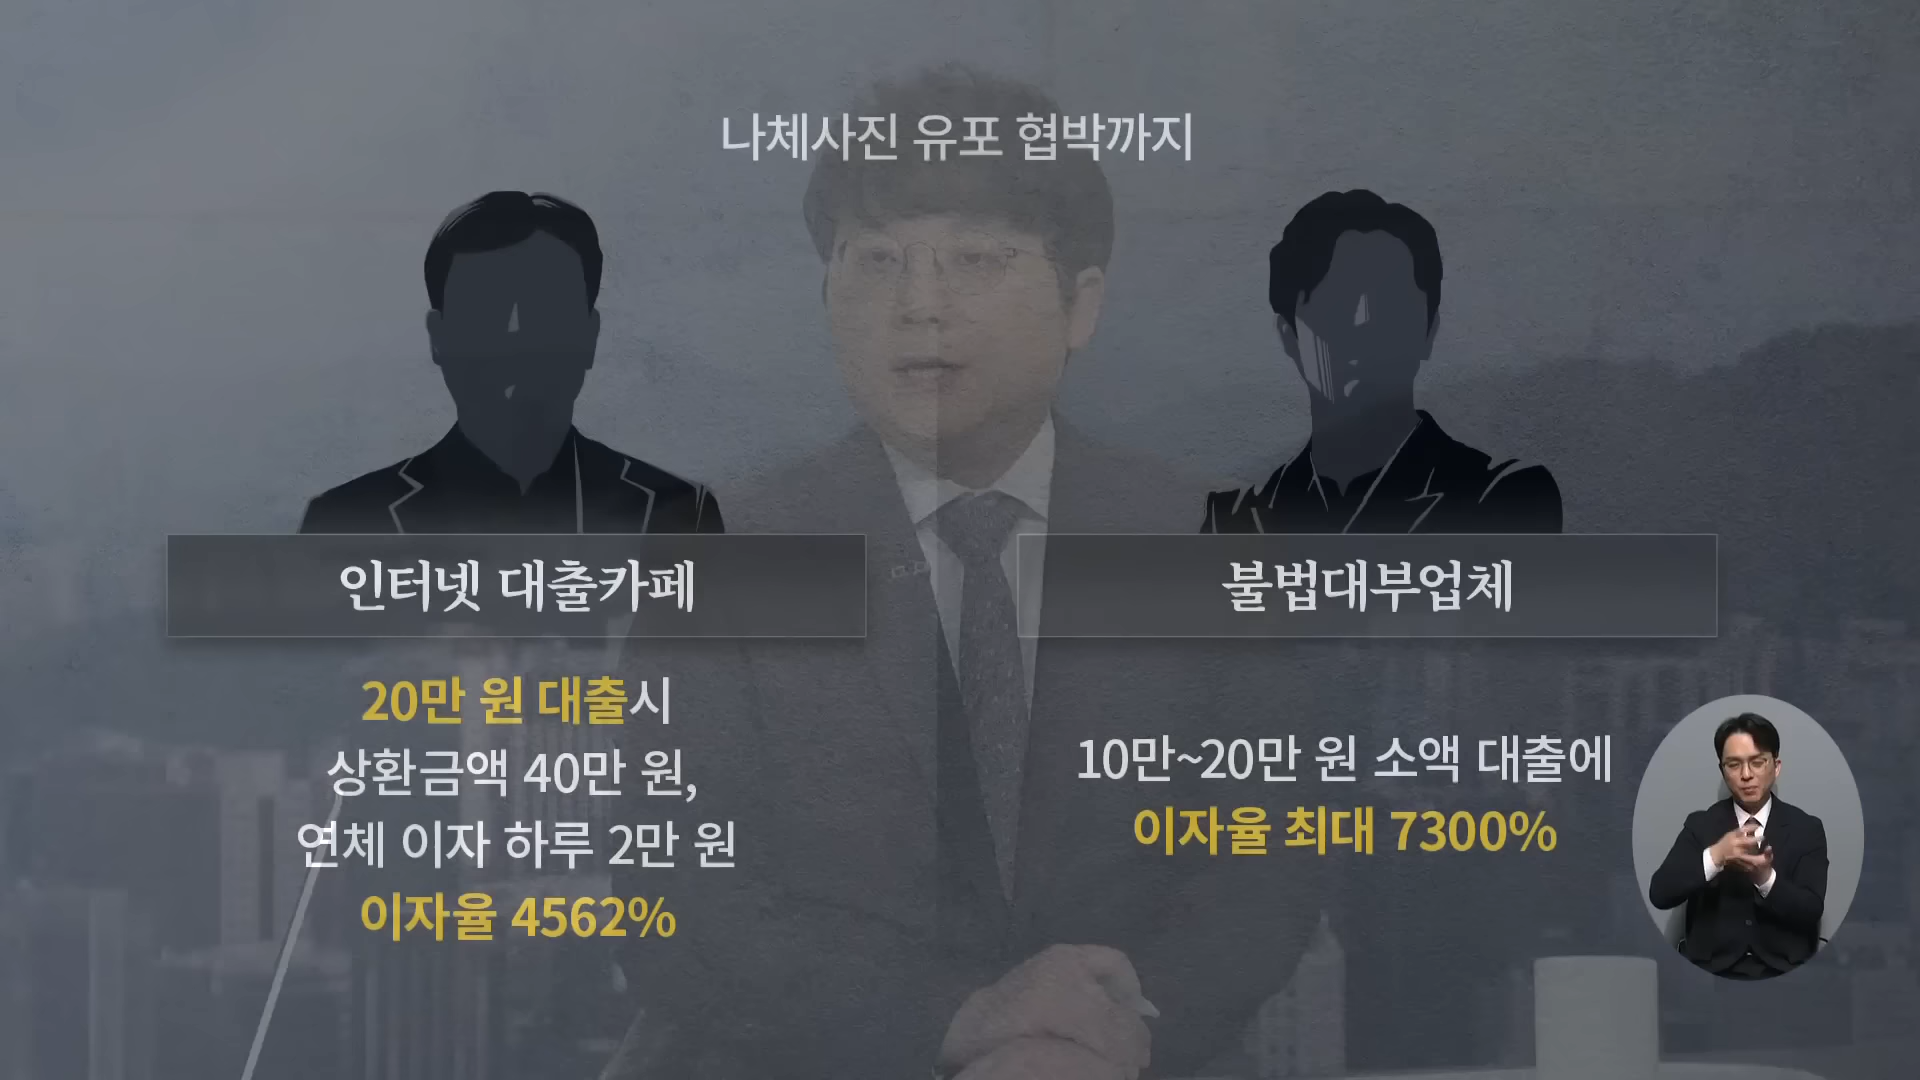 나체사진 유포 협박까지
인터넷 대출카페
20만 원 대출시
상환금액 40만 원,
연체 이자 하루 2만 원
이자율 4562%
불법대부업체
10만~20만 원 소액 대출에
이자율 최대 7300%